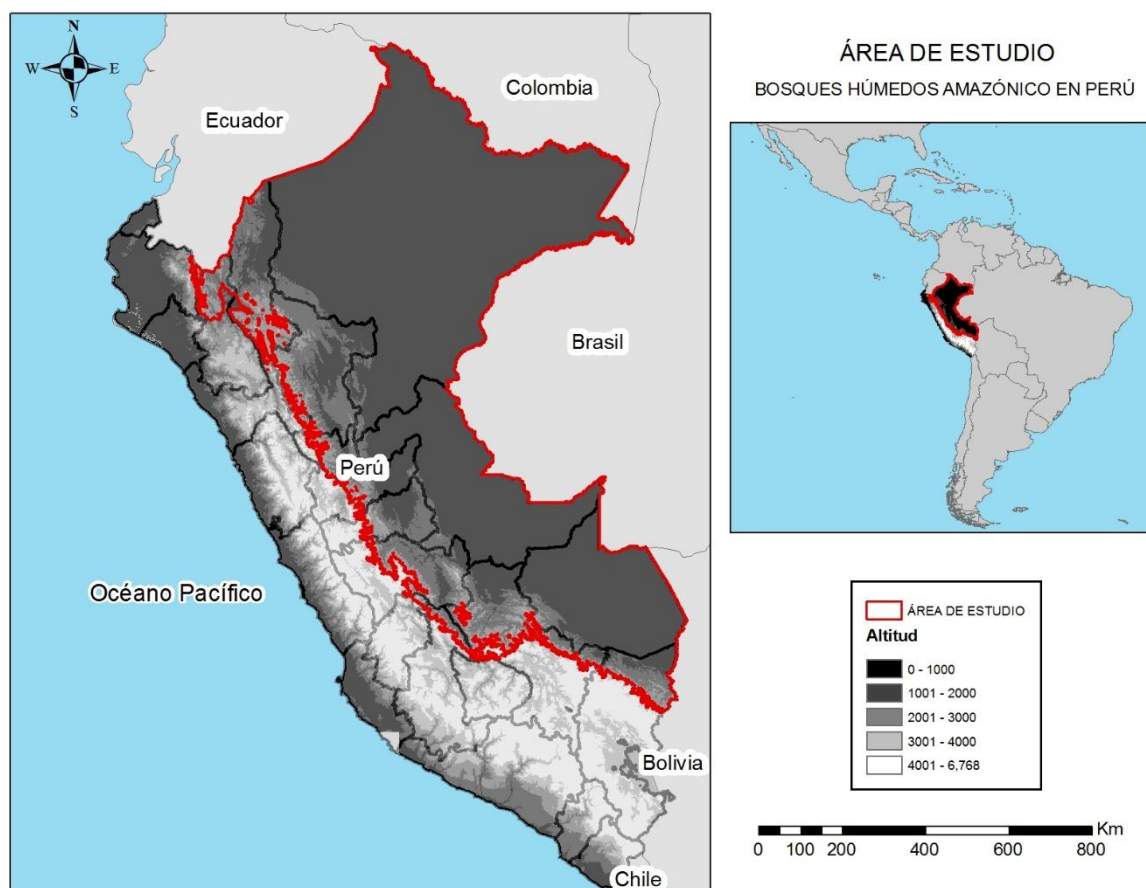 N
W
E
S
Ecuador
Colombia
Brasil
Perú
Océano Pacífico
Bolivia
Chile
ÁREA DE ESTUDIO
BOSQUES HÚMEDOS AMAZÓNICO EN PERÚ
ÁREA DE ESTUDIO
Altitud
0 - 1000
1001 - 2000
2001 - 3000
3001 - 4000
4001 - 6,768
Km
0 100 200 400 600 800